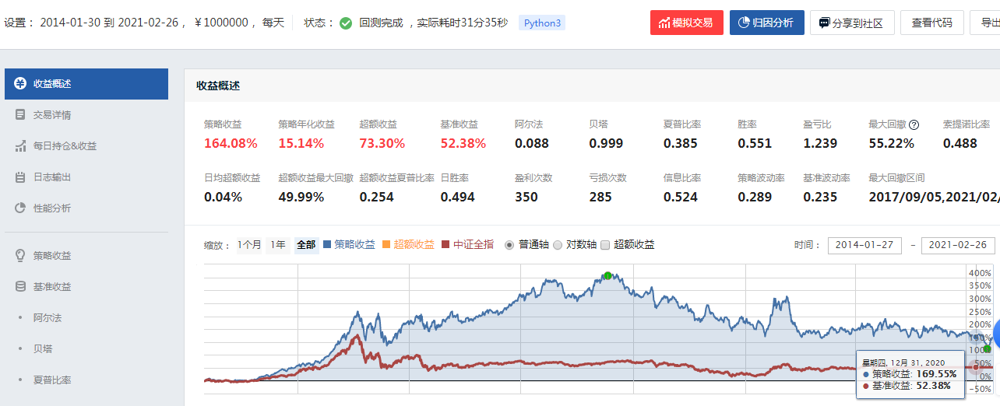 设置： 2014-01-30 到 2021-02-26 ，￥1000000 ，每天 状态： 回测完成 ，实际耗时31分35秒 Python3 模拟交易 归因分析 分享到社区 查看代码 导出
收益概述
交易详情
每日持仓&收益
日志输出
性能分析
策略收益
基准收益
阿尔法
贝塔
夏普比率
收益概述
策略收益 策略年化收益 超额收益 基准收益 阿尔法 贝塔 夏普比率 胜率 盈亏比 最大回撤 ? 索提诺比率
164.08% 15.14% 73.30% 52.38% 0.088 0.999 0.385 0.551 1.239 55.22% 0.488
日均超额收益 超额收益最大回撤 超额收益夏普比率 日胜率 盈利次数 亏损次数 信息比率 策略波动率 基准波动率 最大回撤区间
0.04% 49.99% 0.254 0.494 350 285 0.524 0.289 0.235 2017/09/05,2021/02/
缩放： 1个月 1年 全部 策略收益 超额收益 中证全指 普通轴 对数轴 超额收益 时间： 2014-01-27 - 2021-02-26
400%
350%
300%
250%
200%
150%
100%
50%
0%
-50%
星期四, 12月 31, 2020
策略收益: 169.55%
基准收益: 52.38%